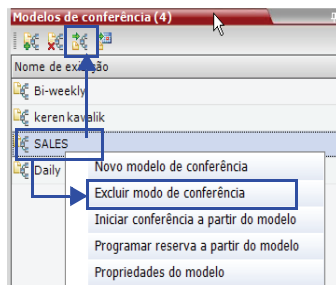 Modelos de conferência (4)
Nome de exibição
Bi-weekly
keren kavalik
SALES
Daily
Novo modelo de conferência
Excluir modo de conferência
Iniciar conferência a partir do modelo
Programar reserva a partir do modelo
Propriedades do modelo